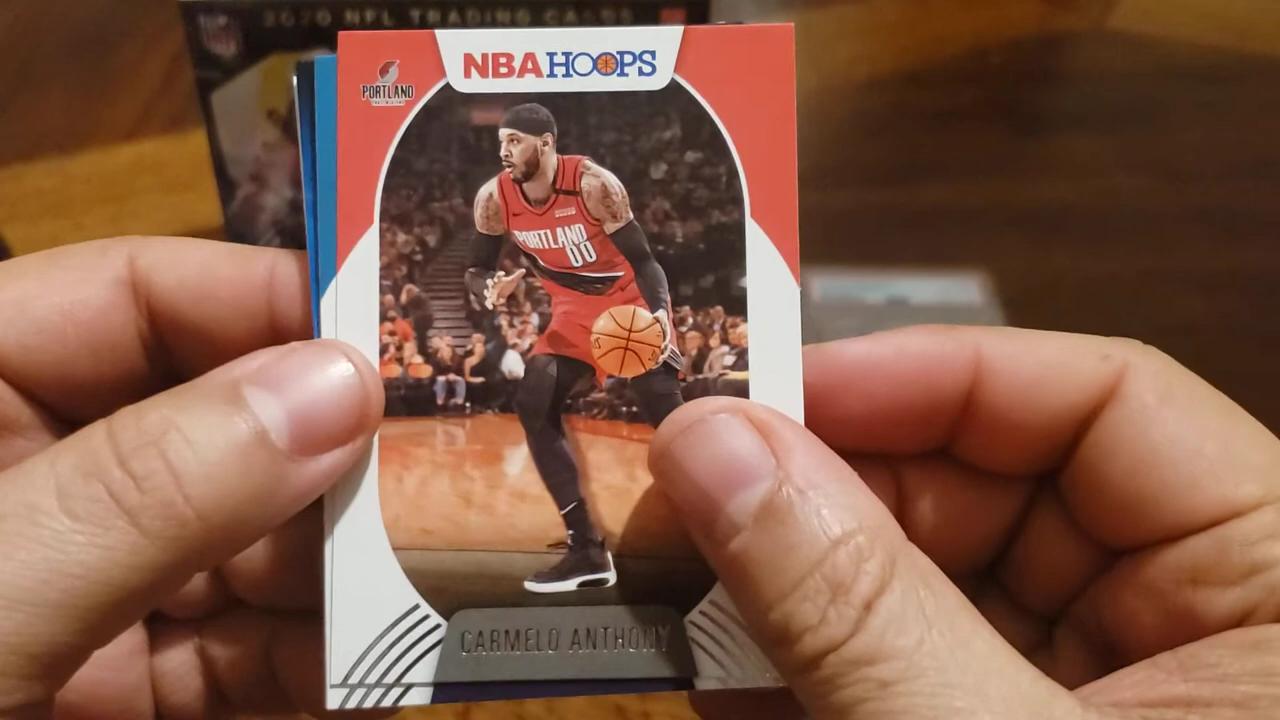 2020 NFL TRADING CARDS
NBA HOOPS
PORTLAND
PORTLAND
00
CARMELO ANTHONY